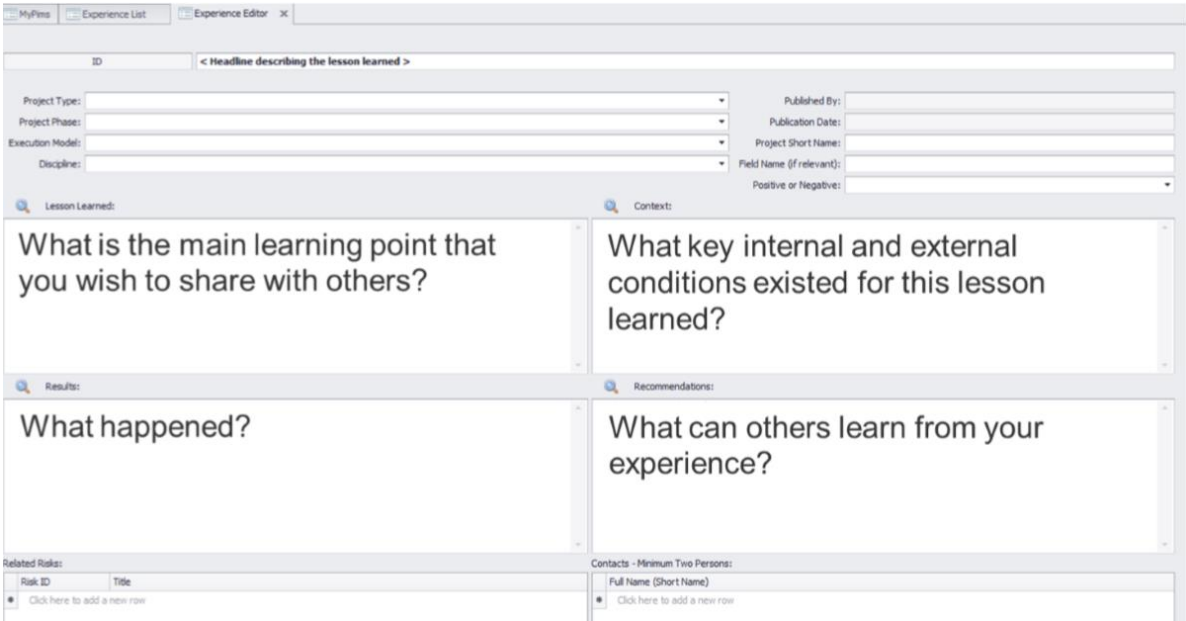 MyPims Experience List Experience Editor X
ID < Headline describing the lesson learned >
Project Type: Published By:
Project Phase: Publication Date:
Execution Model: Project Short Name:
Discipline: Field Name (if relevant):
Positive or Negative:
Lesson Learned: Context:
What is the main learning point that
you wish to share with others?
What key internal and external
conditions existed for this lesson
learned?
Results: Recommendations:
What happened?
What can others learn from your
experience?
Related Risks: Contacts - Minimum Two Persons:
Risk ID Title Full Name (Short Name)
Click here to add a new row Click here to add a new row